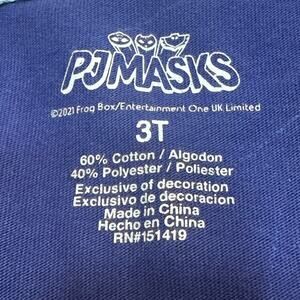 PJMASKS
©2021 Frog Box/Entertainment One UK Limited
3T
60% Cotton / Algodon
40% Polyester / Poliester
Exclusive of decoration
Exclusivo de decoracion
Made in China
Hecho en China
RN#151419